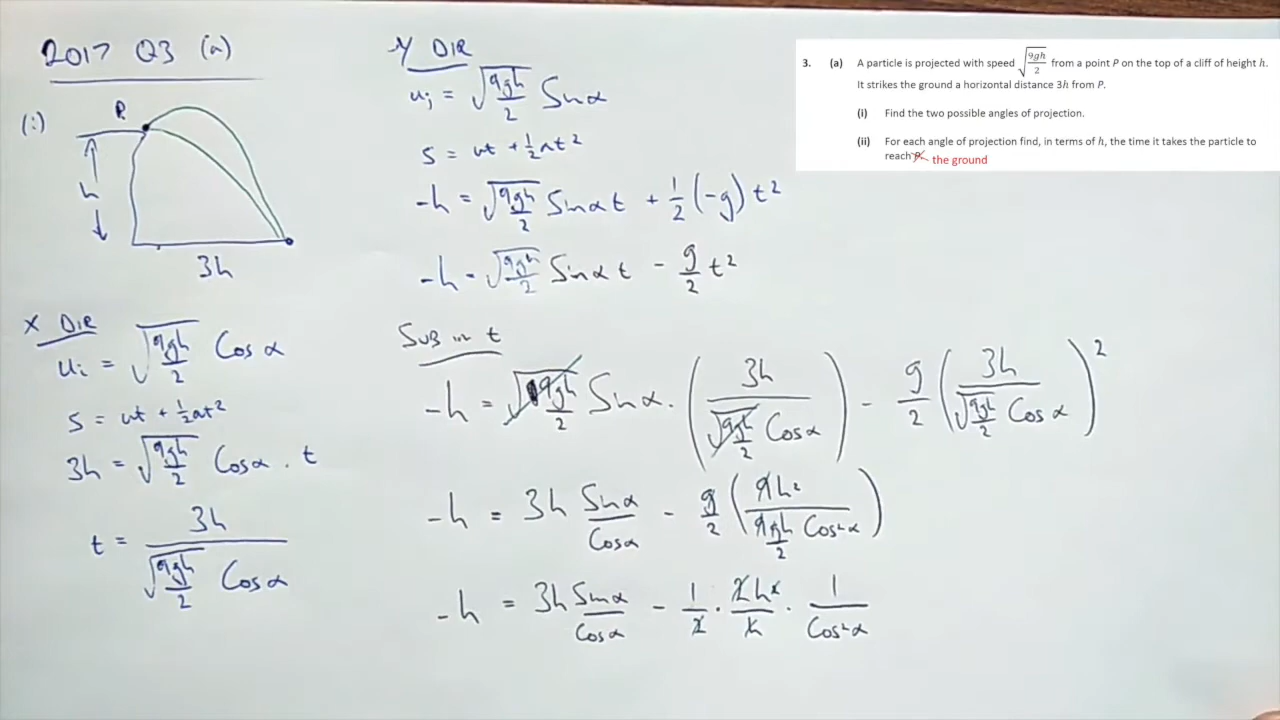 2017 Q3 (a)
(i)
P.
h
3h
X DIR
uᵢ = √(9gh/2) Cos α
s = ut + ½at²
3h = √(9gh/2) Cos α . t
t = 3h / (√(9gh/2) Cos α)
Y DIR
uⱼ = √(9gh/2) Sin α
s = ut + ½at²
-h = √(9gh/2) Sin α t + ½(-g)t²
-h = √(9gh/2) Sin α t - g/2 t²
SUB in t
-h = √(9gh/2) Sin α . (3h / (√(9gh/2) Cos α)) - g/2 (3h / (√(9gh/2) Cos α))²
-h = 3h Sin α / Cos α - g/2 (9h² / (9gh/2 Cos²α))
-h = 3h Sin α / Cos α - 1/2 . 2h²/h . 1/Cos²α
3. (a) A particle is projected with speed √(9gh/2) from a point P on the top of a cliff of height h.
It strikes the ground a horizontal distance 3h from P.
(i) Find the two possible angles of projection.
(ii) For each angle of projection find, in terms of h, the time it takes the particle to
reach the ground